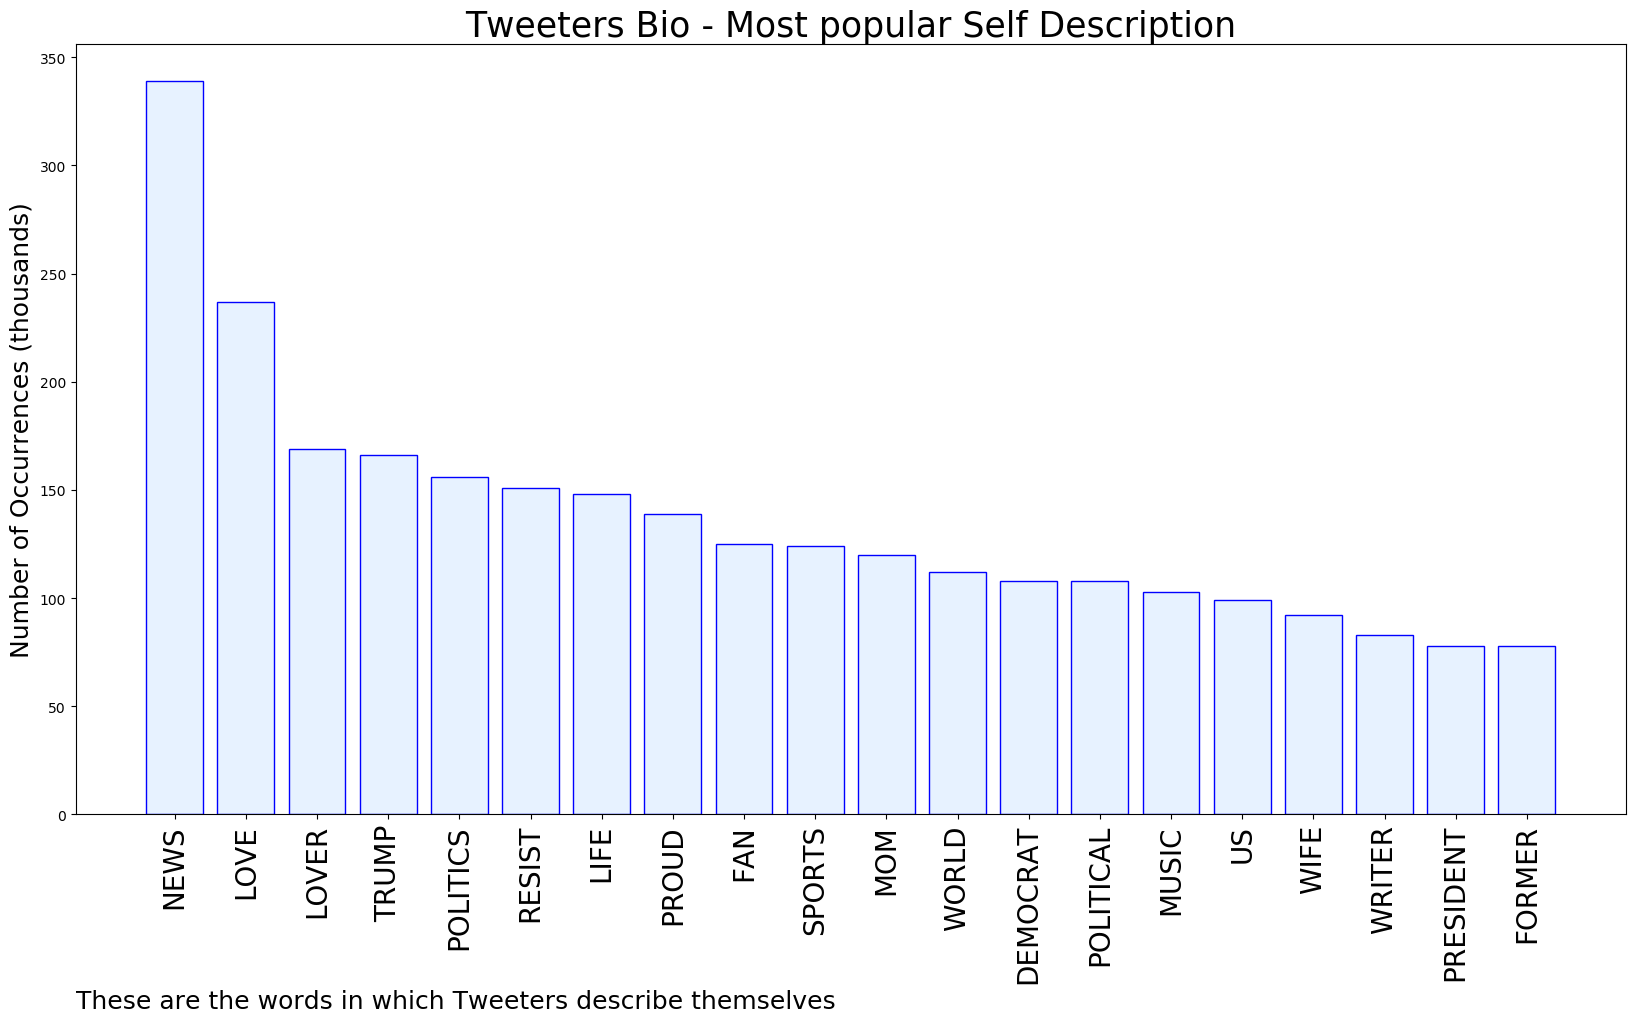 Tweeters Bio - Most popular Self Description
Number of Occurrences (thousands)
350
300
250
200
150
100
50
0
NEWS
LOVE
LOVER
TRUMP
POLITICS
RESIST
LIFE
PROUD
FAN
SPORTS
MOM
WORLD
DEMOCRAT
POLITICAL
MUSIC
US
WIFE
WRITER
PRESIDENT
FORMER
These are the words in which Tweeters describe themselves